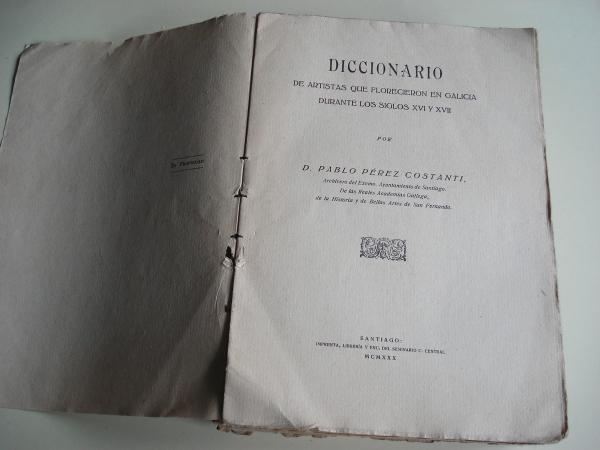 Es Propiedad
DICCIONARIO
DE ARTISTAS QUE FLORECIERON EN GALICIA
DURANTE LOS SIGLOS XVI Y XVII
POR
D. PABLO PÉREZ COSTANTI,
Archivero del Excmo. Ayuntamiento de Santiago.
De las Reales Academias Gallega,
de la Historia y de Bellas Artes de San Fernando.
SANTIAGO:
IMPRENTA, LIBRERÍA Y ENC. DEL SEMINARIO C. CENTRAL
MCMXXX